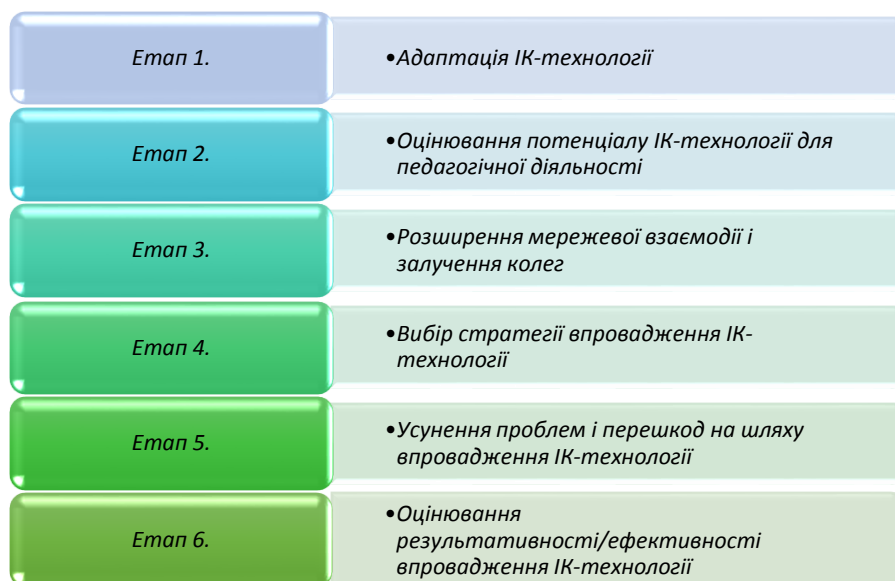 Етап 1.
•Адаптація ІК-технології
Етап 2.
•Оцінювання потенціалу ІК-технології для
педагогічної діяльності
Етап 3.
•Розширення мережевої взаємодії і
залучення колег
Етап 4.
•Вибір стратегії впровадження ІК-
технології
Етап 5.
•Усунення проблем і перешкод на шляху
впровадження ІК-технології
Етап 6.
•Оцінювання
результативності/ефективності
впровадження ІК-технології